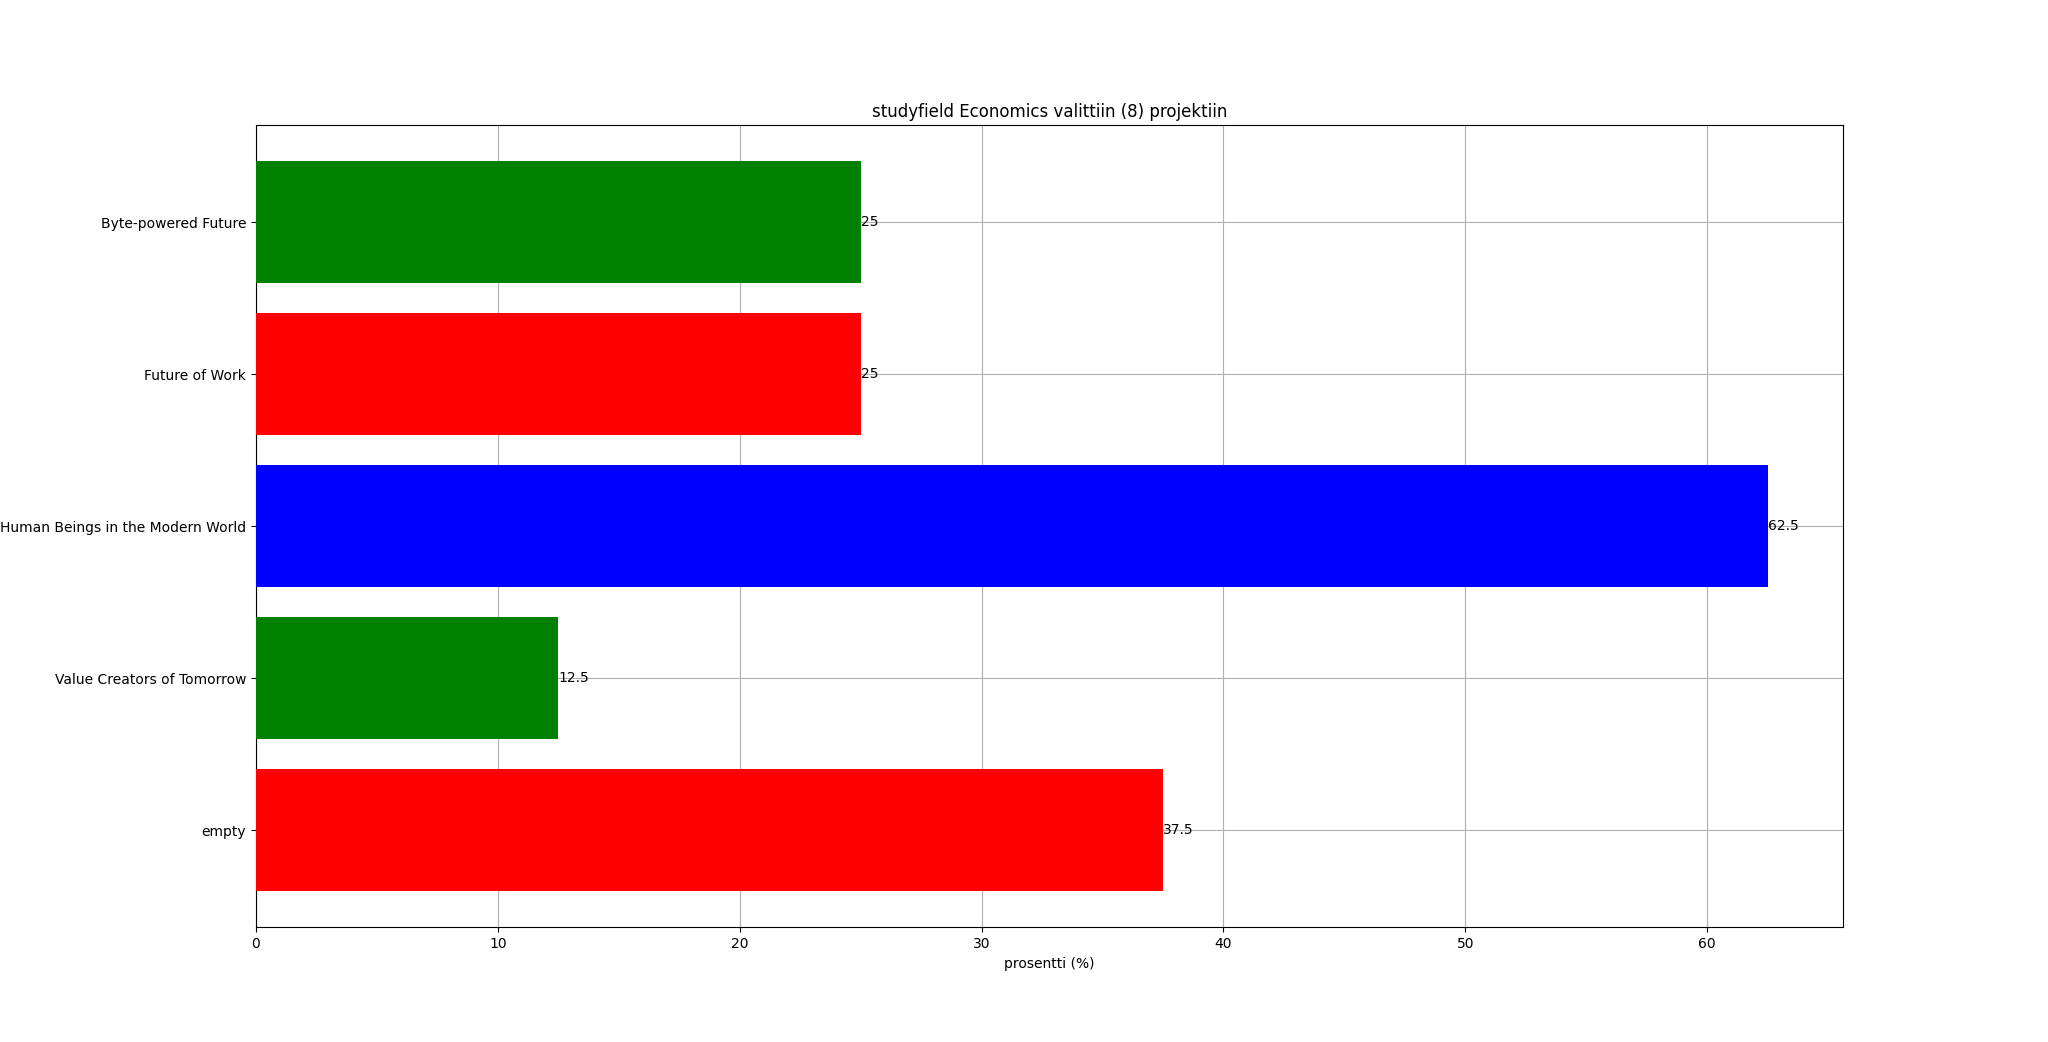 studyfield Economics valittiin (8) projektiin
Byte-powered Future
25
Future of Work
25
Human Beings in the Modern World
62.5
Value Creators of Tomorrow
12.5
empty
37.5
0 10 20 30 40 50 60
prosentti (%)